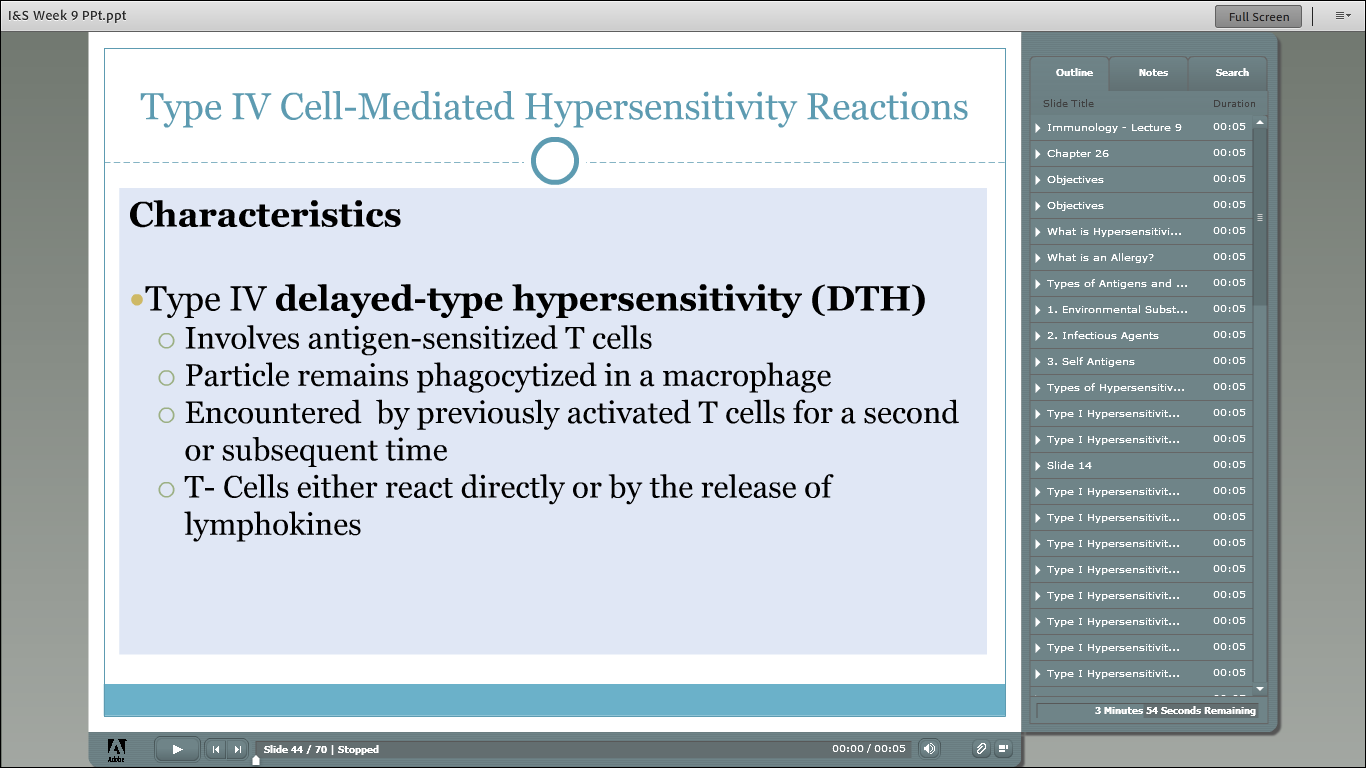 I&S Week 9 PPt.ppt
Full Screen
Type IV Cell-Mediated Hypersensitivity Reactions
Characteristics
Type IV delayed-type hypersensitivity (DTH)
Involves antigen-sensitized T cells
Particle remains phagocytized in a macrophage
Encountered  by previously activated T cells for a second
or subsequent time
T- Cells either react directly or by the release of
lymphokines
Outline Notes Search
Slide Title Duration
Immunology - Lecture 9 00:05
Chapter 26 00:05
Objectives 00:05
Objectives 00:05
What is Hypersensitivi... 00:05
What is an Allergy? 00:05
Types of Antigens and ... 00:05
1. Environmental Subst... 00:05
2. Infectious Agents 00:05
3. Self Antigens 00:05
Types of Hypersensitiv... 00:05
Type I Hypersensitivit... 00:05
Type I Hypersensitivit... 00:05
Slide 14 00:05
Type I Hypersensitivit... 00:05
Type I Hypersensitivit... 00:05
Type I Hypersensitivit... 00:05
Type I Hypersensitivit... 00:05
Type I Hypersensitivit... 00:05
Type I Hypersensitivit... 00:05
Type I Hypersensitivit... 00:05
Type I Hypersensitivit... 00:05
3 Minutes 54 Seconds Remaining
Adobe
Slide 44 / 70 | Stopped
00:00 / 00:05